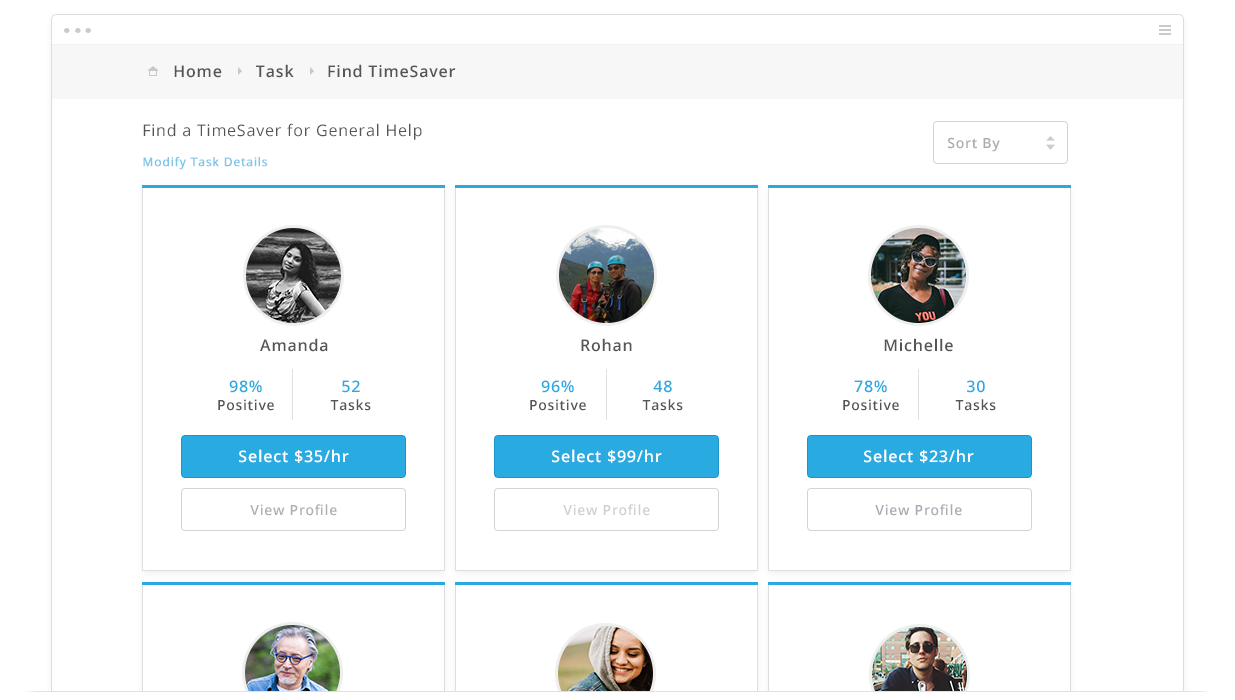 Home Task Find TimeSaver
Find a TimeSaver for General Help
Sort By
Modify Task Details
YOU
Amanda
Rohan
Michelle
98% 52
Positive Tasks
96% 48
Positive Tasks
78% 30
Positive Tasks
Select $35/hr
Select $99/hr
Select $23/hr
View Profile
View Profile
View Profile